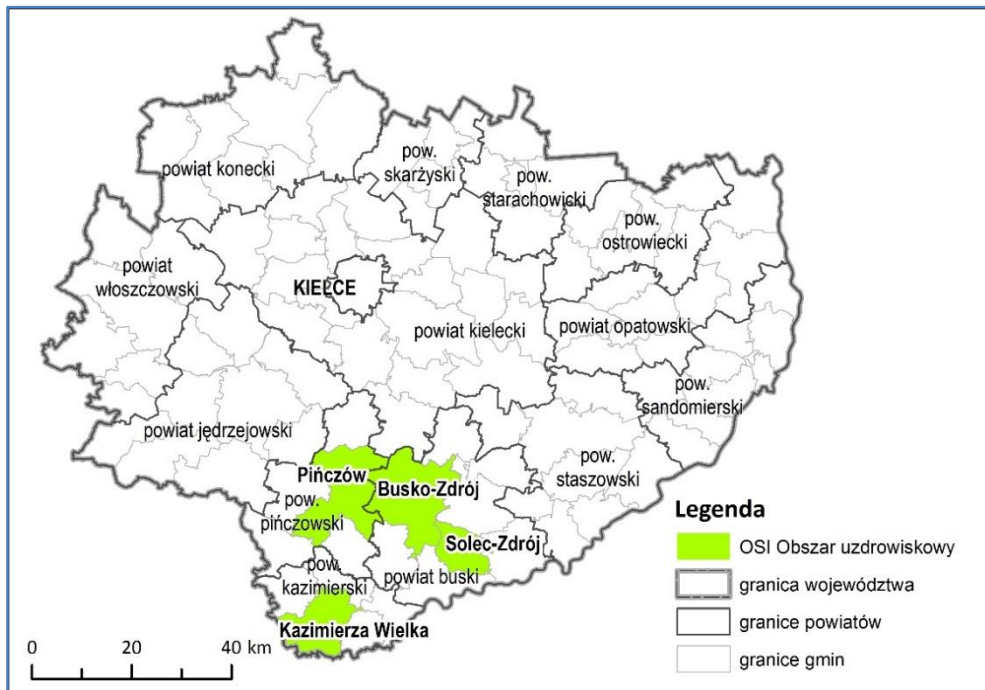 powiat konecki
pow.
skarżyski
pow.
starachowicki
pow.
ostrowiecki
powiat
włoszczowski
KIELCE
powiat kielecki
powiat opatowski
pow.
sandomierski
powiat jędrzejowski
pow.
staszowski
Pińczów
Busko-Zdrój
pow.
pińczowski
Solec-Zdrój
pow.
kazimierski
powiat buski
Kazimierza Wielka
Legenda
OSI Obszar uzdrowiskowy
granica województwa
granice powiatów
granice gmin
0 20 40 km